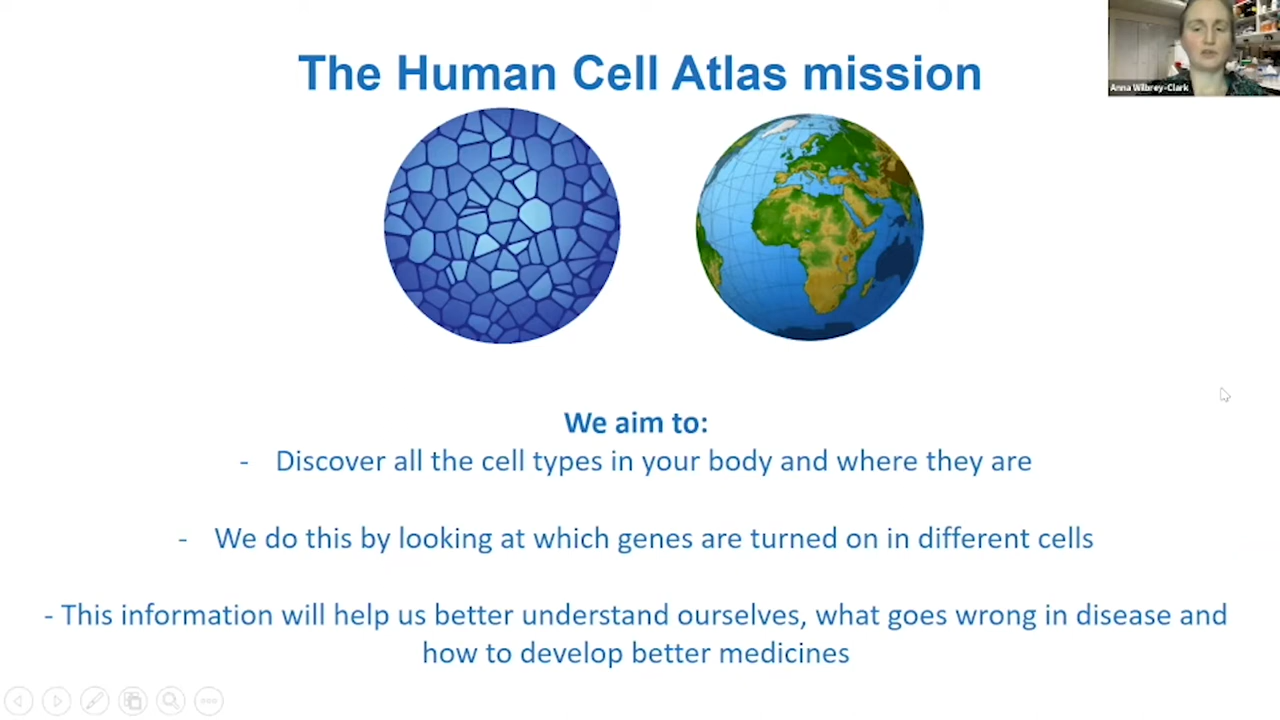 The Human Cell Atlas mission
Anna Wilbrey-Clark
We aim to:
- Discover all the cell types in your body and where they are
- We do this by looking at which genes are turned on in different cells
- This information will help us better understand ourselves, what goes wrong in disease and
how to develop better medicines